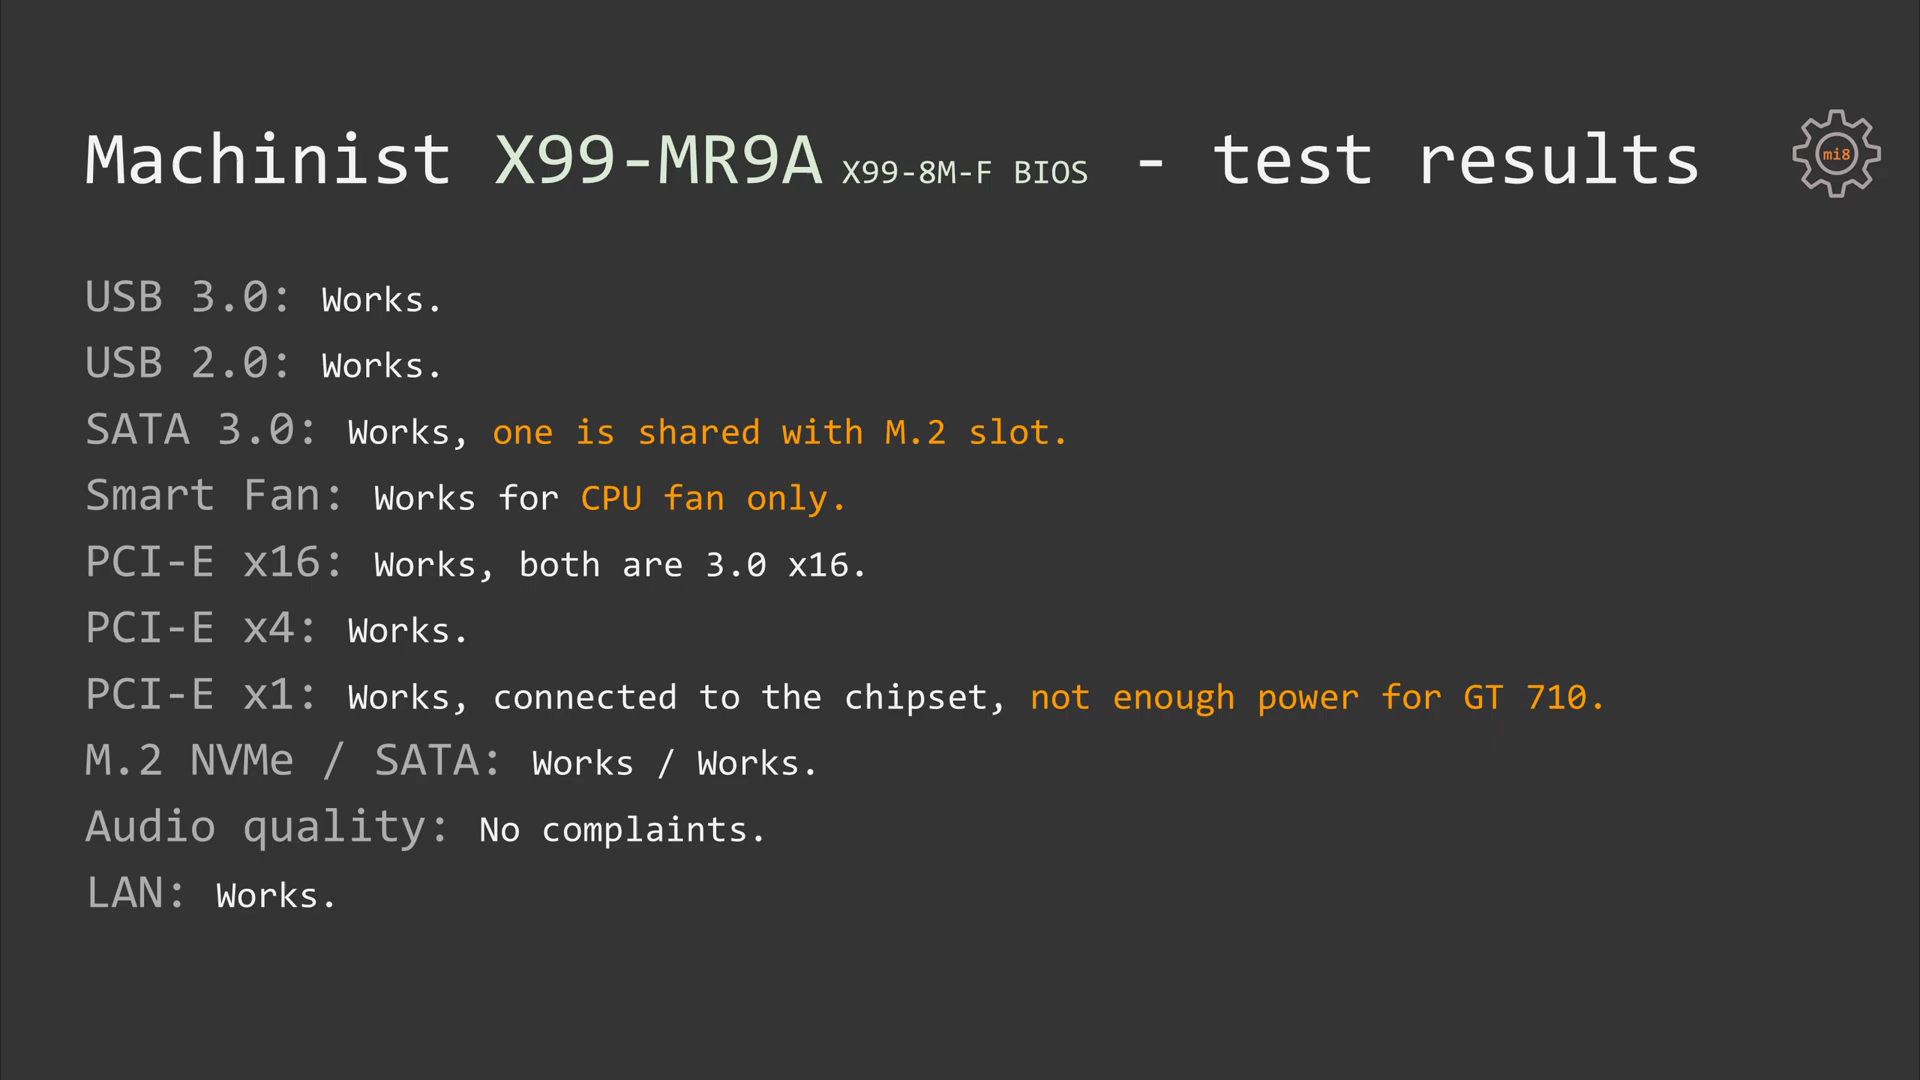 Machinist X99-MR9A X99-8M-F BIOS - test results
mi8
USB 3.0: Works.
USB 2.0: Works.
SATA 3.0: Works, one is shared with M.2 slot.
Smart Fan: Works for CPU fan only.
PCI-E x16: Works, both are 3.0 x16.
PCI-E x4: Works.
PCI-E x1: Works, connected to the chipset, not enough power for GT 710.
M.2 NVMe / SATA: Works / Works.
Audio quality: No complaints.
LAN: Works.